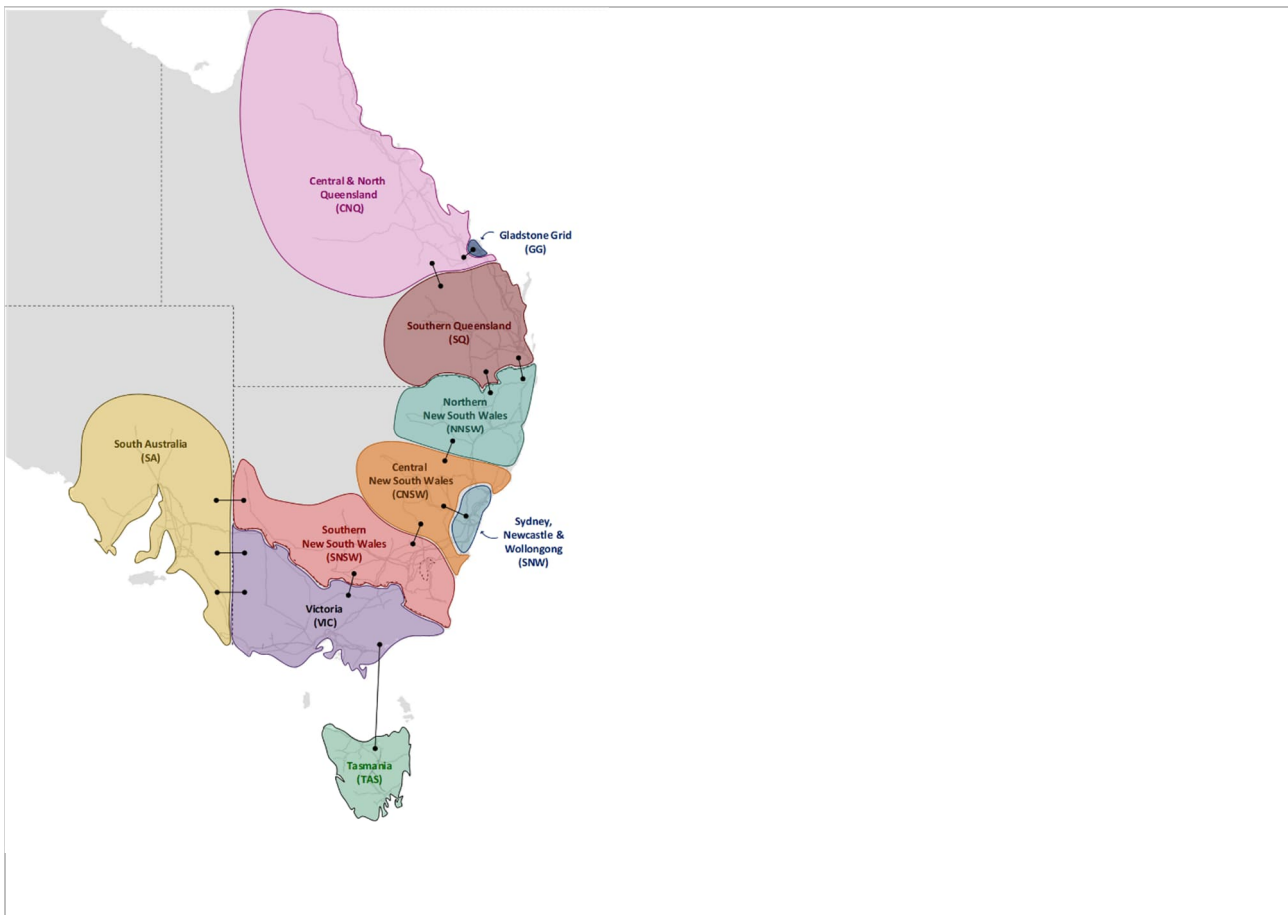 Central & North
Queensland
(CNQ)
Gladstone Grid
(GG)
Southern Queensland
(SQ)
Northern
New South Wales
(NNSW)
South Australia
(SA)
Central
New South Wales
(CNSW)
Sydney,
Newcastle &
Wollongong
(SNW)
Southern
New South Wales
(SNSW)
Victoria
(VIC)
Tasmania
(TAS)